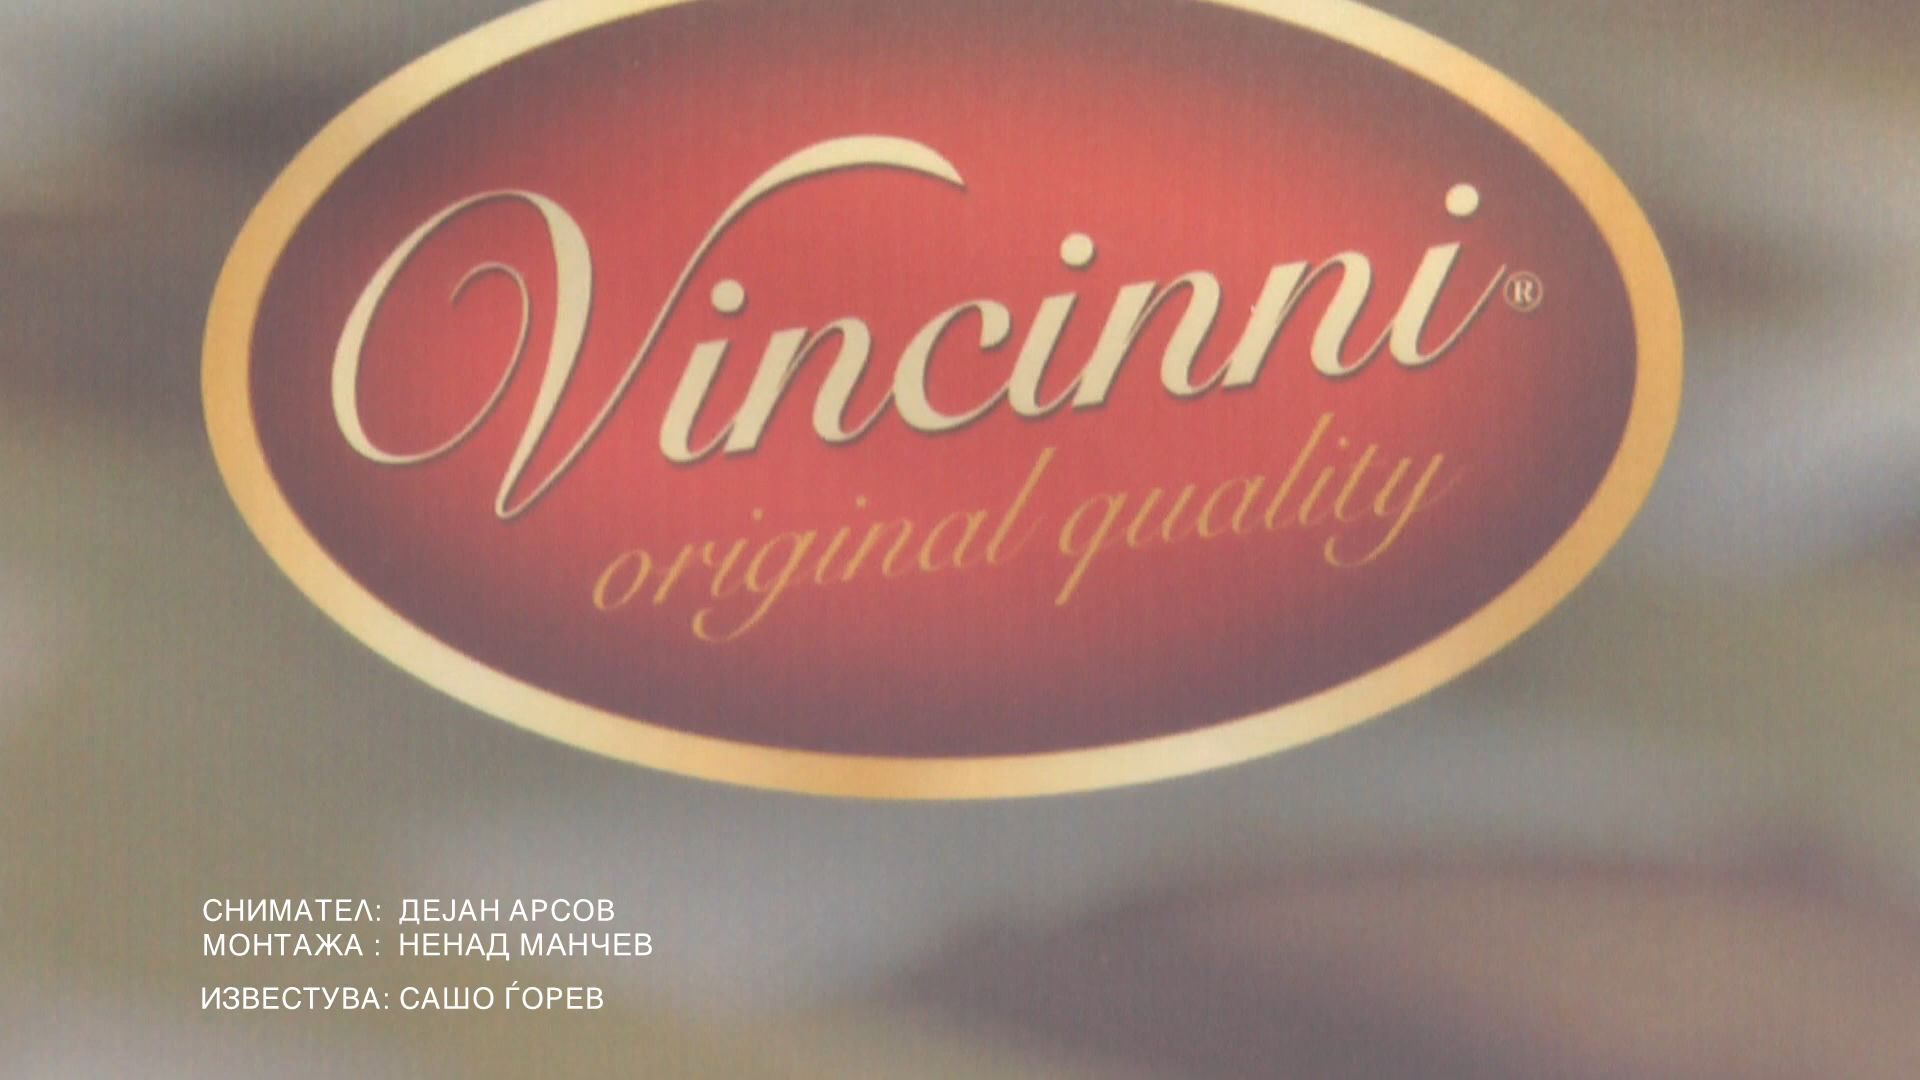 Vincinni®
original quality
СНИМАТЕЛ: ДЕЈАН АРСОВ
МОНТАЖА : НЕНАД МАНЧЕВ
ИЗВЕСТУВА: САШО ЃОРЕВ